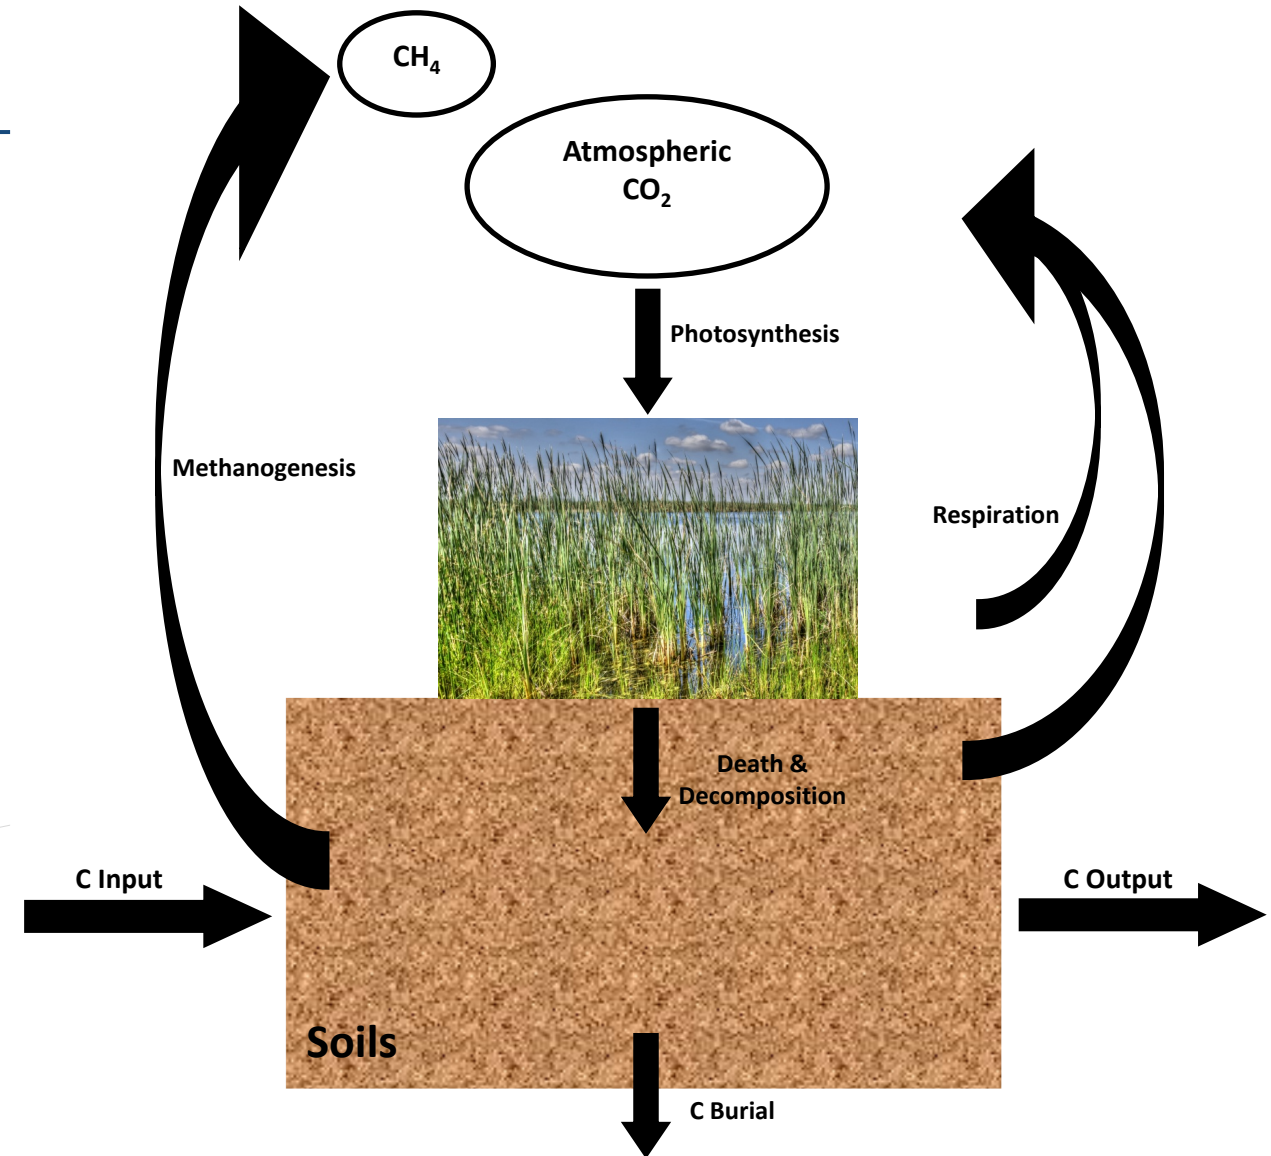 CH₄
Atmospheric
CO₂
Photosynthesis
Methanogenesis
Respiration
Death &
Decomposition
C Input
C Output
Soils
C Burial